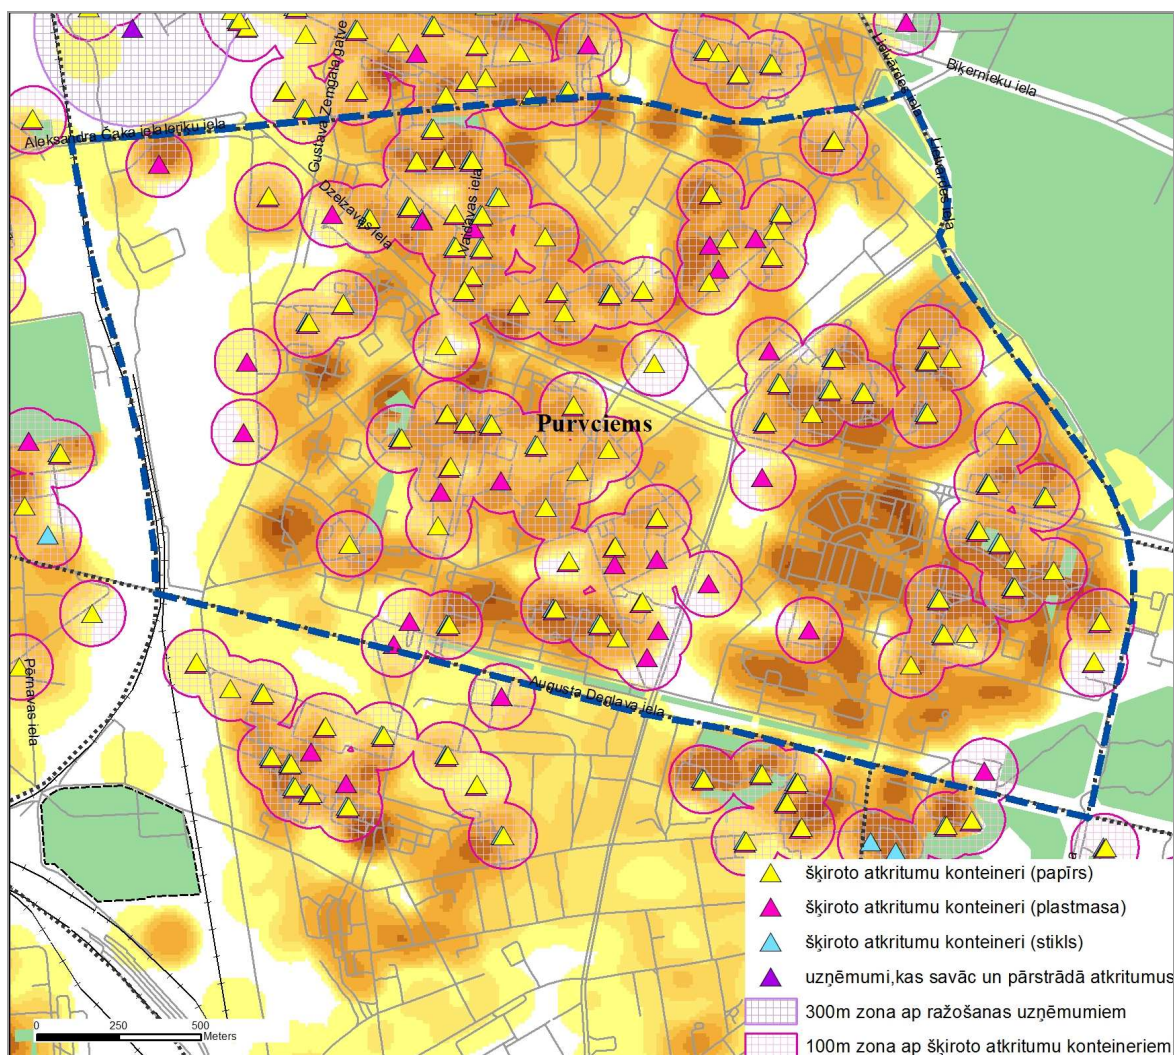 Biķernieku iela
Lielvārdes iela
Gustava Zemgala gatve
Aleksandra Čaka iela Ieriku iela
Lielvārdes iela
Dzelzavas iela
Vaidavas iela
Purvciems
Pērnavas iela
Augusta Deglava iela
šķiroto atkritumu konteineri (papīrs)
šķiroto atkritumu konteineri (plastmasa)
šķiroto atkritumu konteineri (stikls)
uzņēmumi,kas savāc un pārstrādā atkritumus
300m zona ap ražošanas uzņēmumiem
100m zona ap šķiroto atkritumu konteineriem
0 250 500
Meters